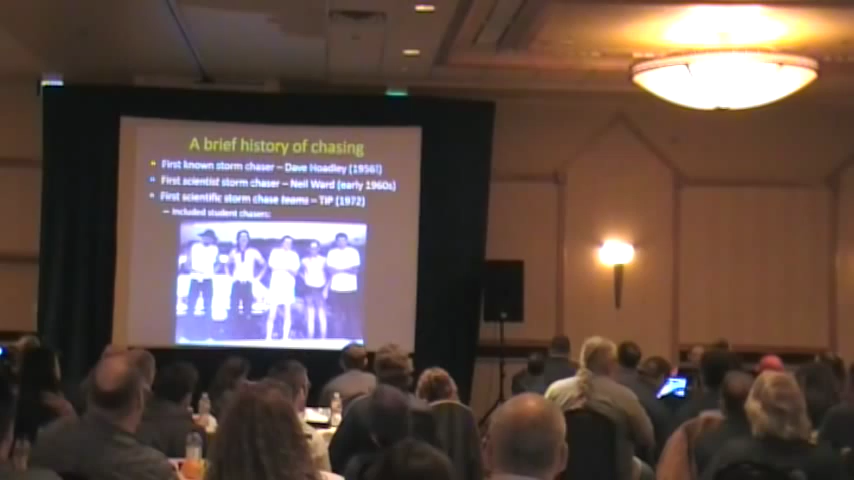 A brief history of chasing
First known storm chaser – Dave Hoadley (1956!)
First scientist storm chaser – Neil Ward (early 1960s)
First scientific storm chase teams – TIP (1972)
– Included student chasers: